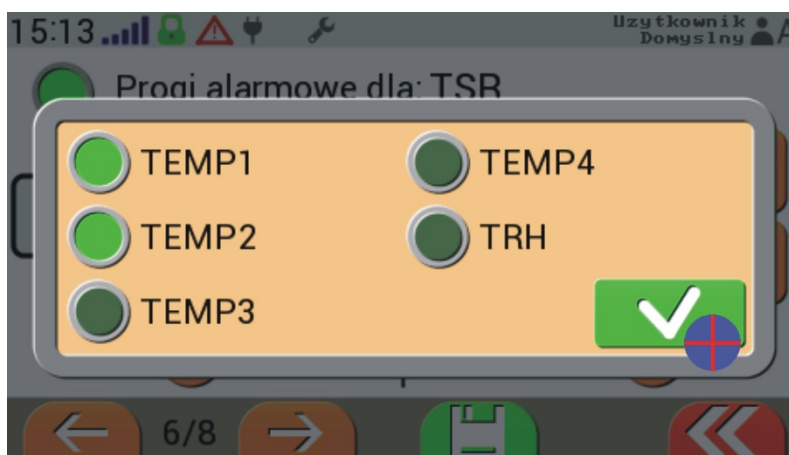 15:13
Uzytkownik
Domyslny A
Progi alarmowe dla: TSR
TEMP1
TEMP2
TEMP3
TEMP4
TRH
6/8